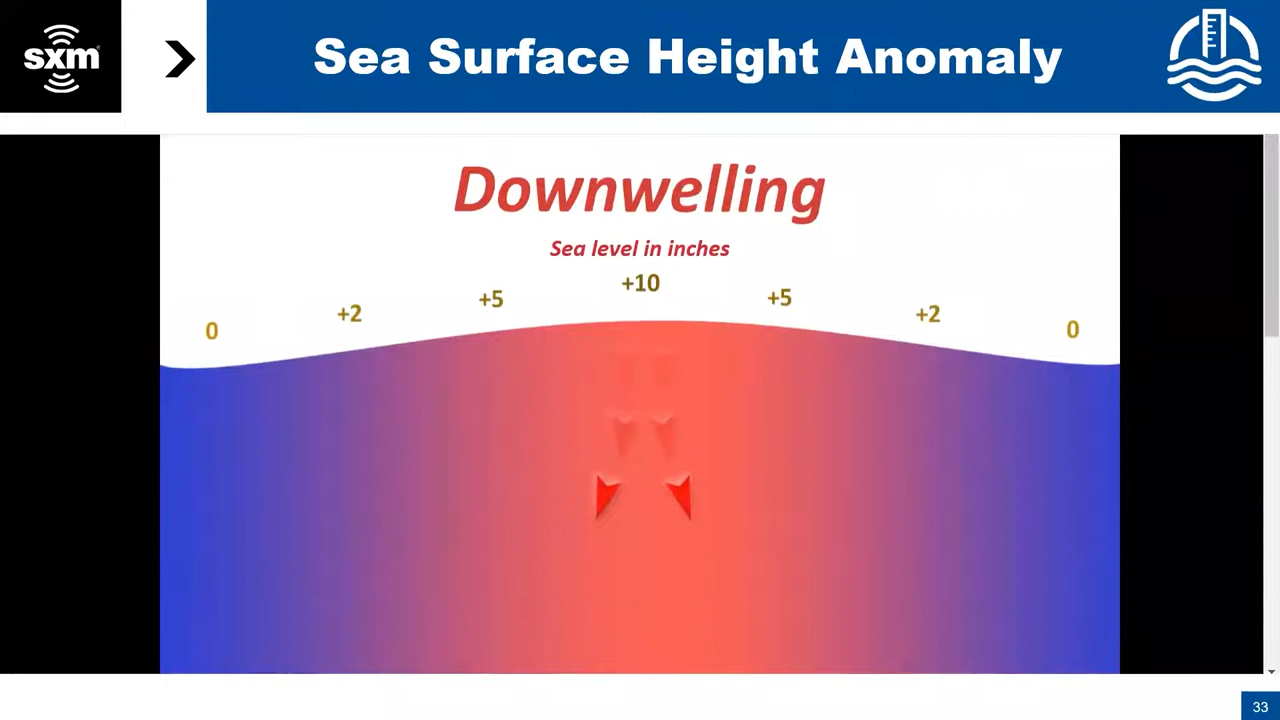 sxm
Sea Surface Height Anomaly
Downwelling
Sea level in inches
0 +2 +5 +10 +5 +2 0
33